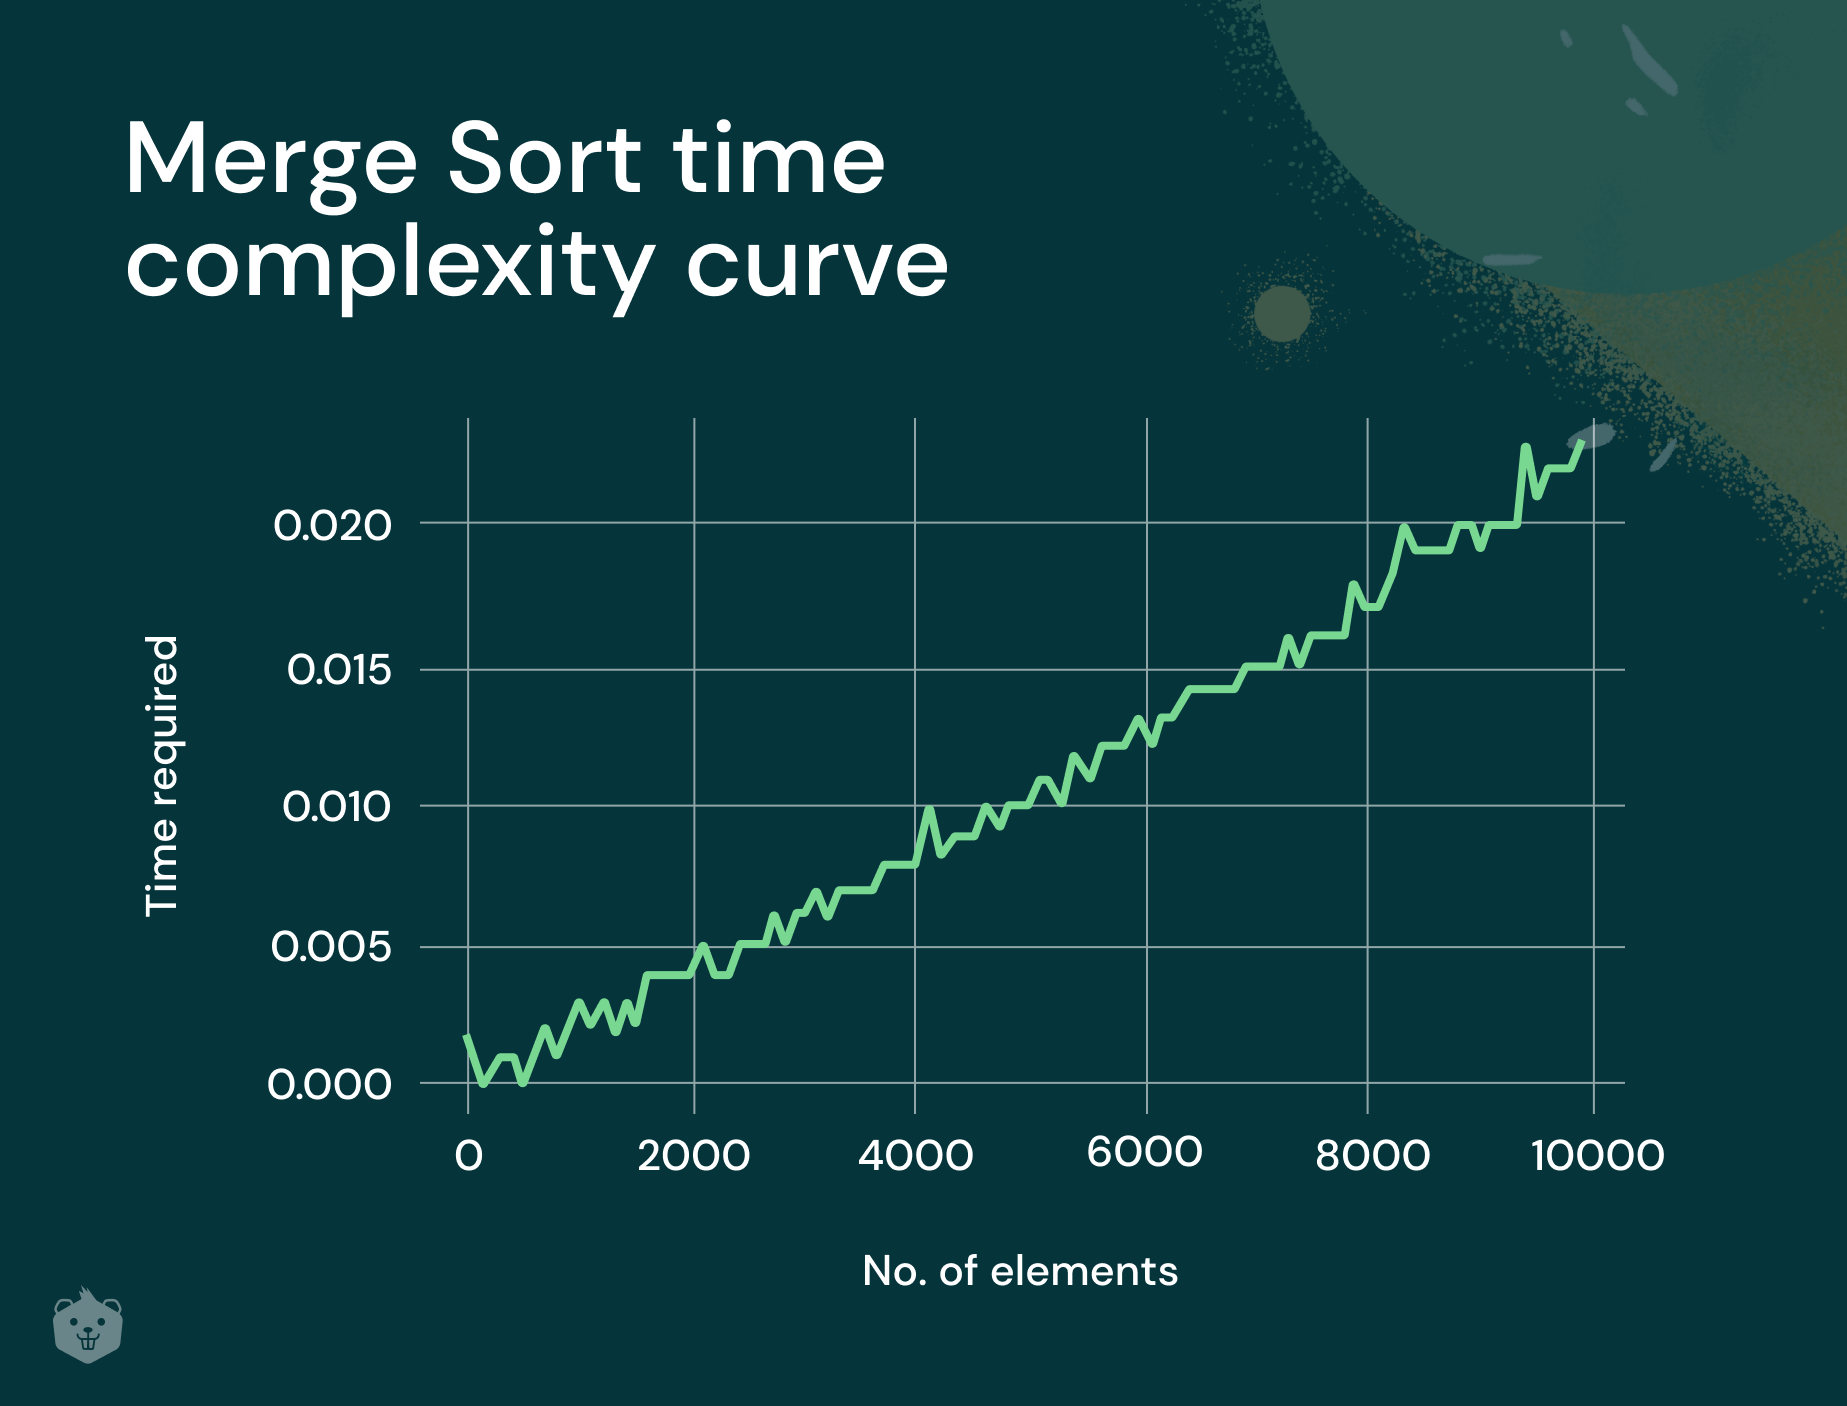 Merge Sort time
complexity curve
0.020
0.015
0.010
0.005
0.000
Time required
0 2000 4000 6000 8000 10000
No. of elements